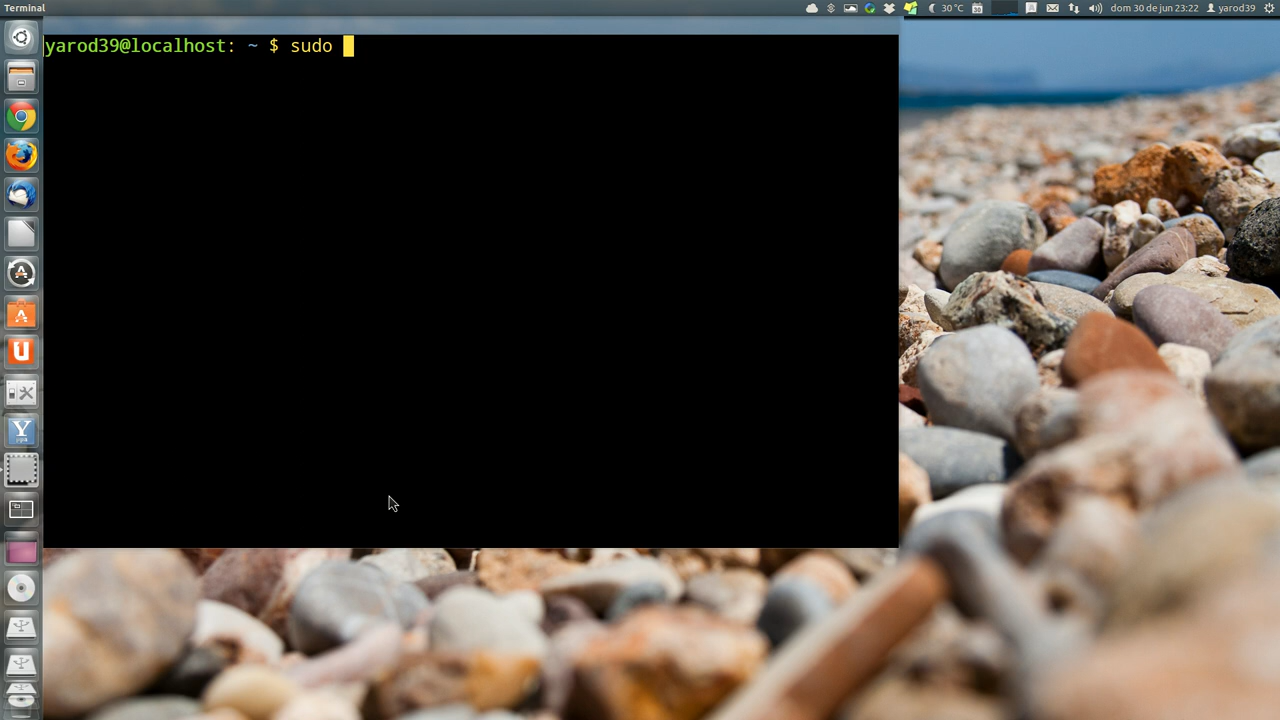 Terminal
30°C
dom 30 de jun 23:22
yarod39
yarod39@localhost: ~ $ sudo